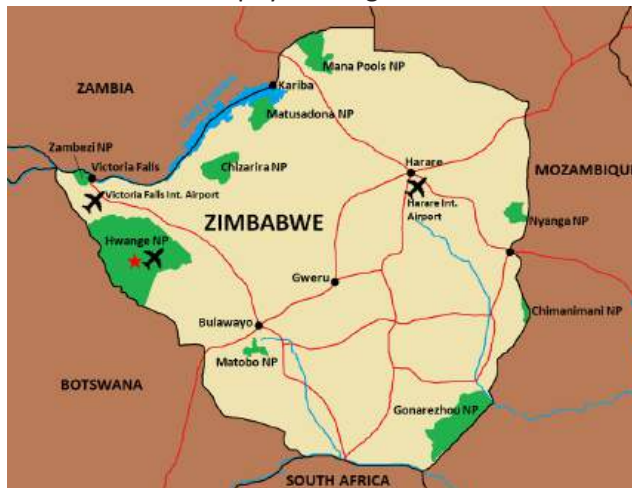 Mana Pools NP
ZAMBIA
Kariba
Matusadona NP
Zambezi NP
Victoria Falls
Chizarira NP
Harare
MOZAMBIQUE
Victoria Falls Int. Airport
Harare Int.
Airport
ZIMBABWE
Nyanga NP
Hwange NP
Gweru
Bulawayo
Chimanimani NP
Matobo NP
BOTSWANA
Gonarezhou NP
SOUTH AFRICA